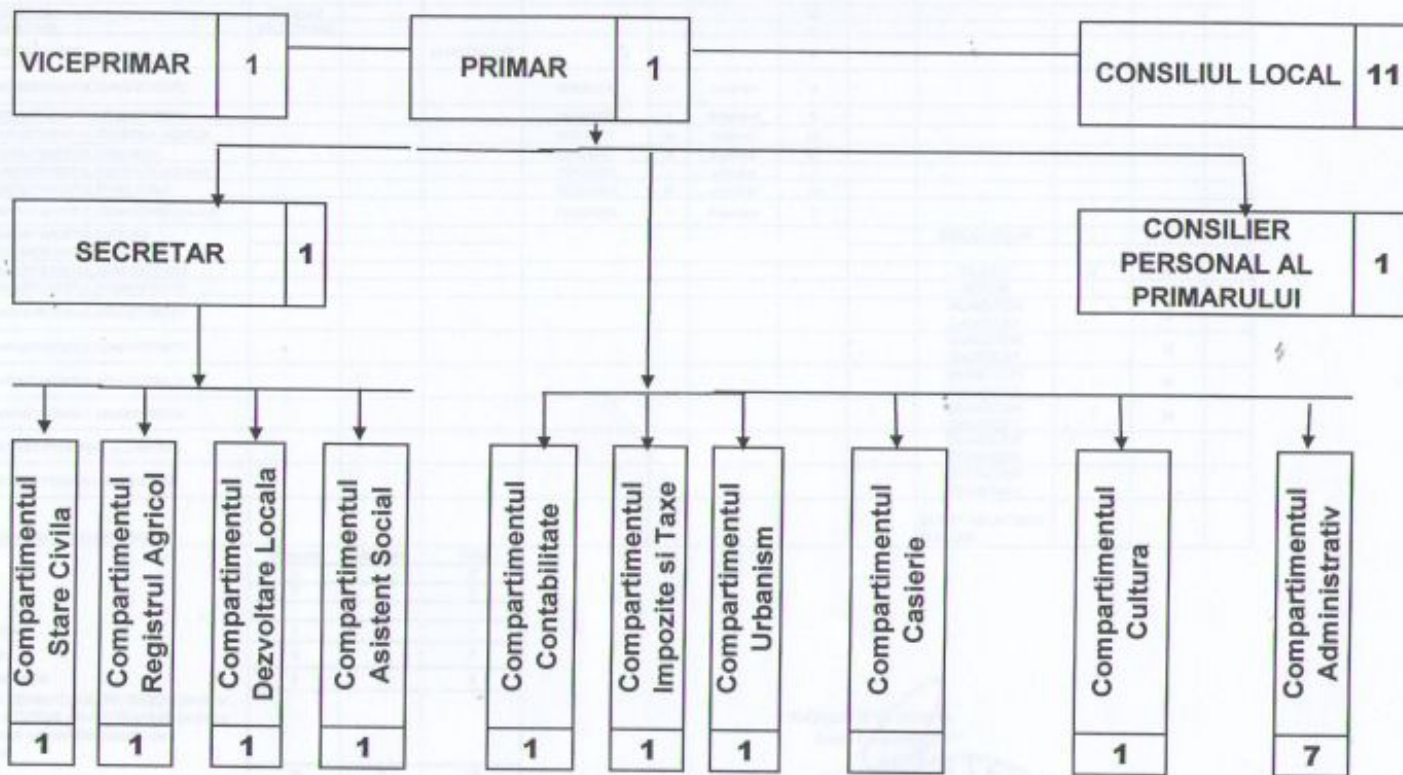 VICEPRIMAR 1
PRIMAR 1
CONSILIUL LOCAL 11
SECRETAR 1
CONSILIER
PERSONAL AL
PRIMARULUI
1
Compartimentul
Stare Civila
1
Compartimentul
Registrul Agricol
1
Compartimentul
Dezvoltare Locala
1
Compartimentul
Asistent Social
1
Compartimentul
Contabilitate
1
Compartimentul
Impozite si Taxe
1
Compartimentul
Urbanism
1
Compartimentul
Casierie
Compartimentul
Cultura
1
Compartimentul
Administrativ
7